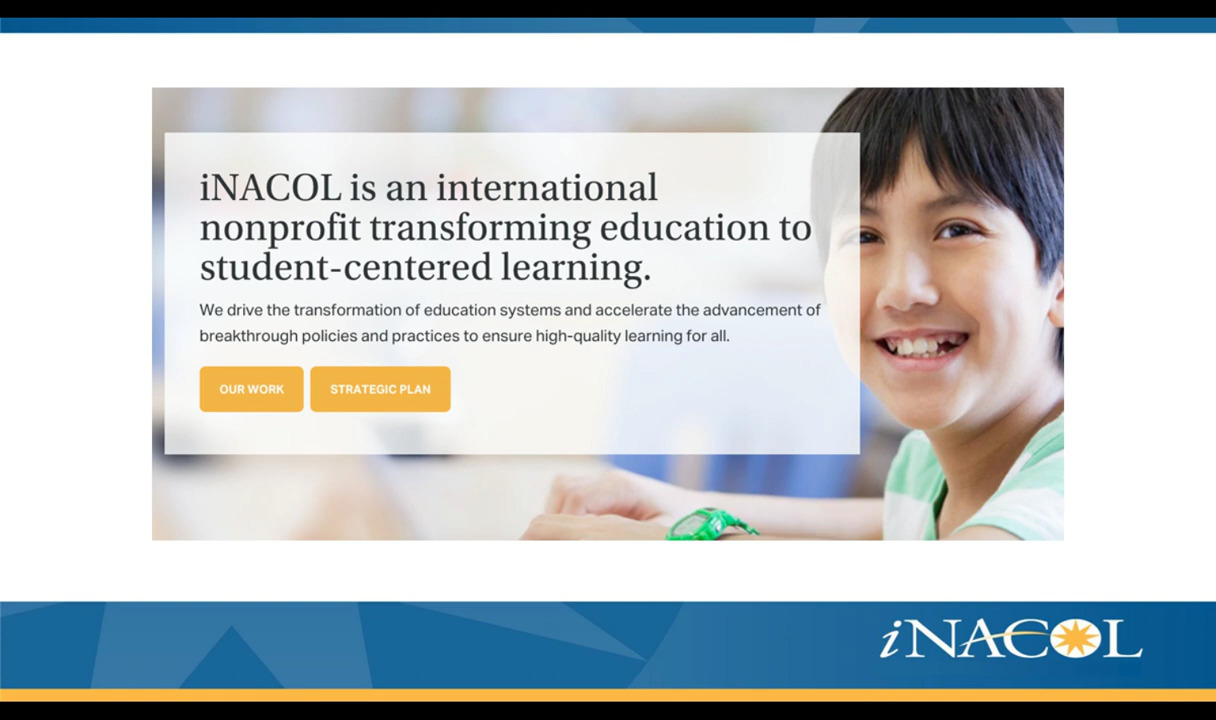 iNACOL is an international
nonprofit transforming education to
student-centered learning.
We drive the transformation of education systems and accelerate the advancement of
breakthrough policies and practices to ensure high-quality learning for all.
OUR WORK STRATEGIC PLAN
iNACOL